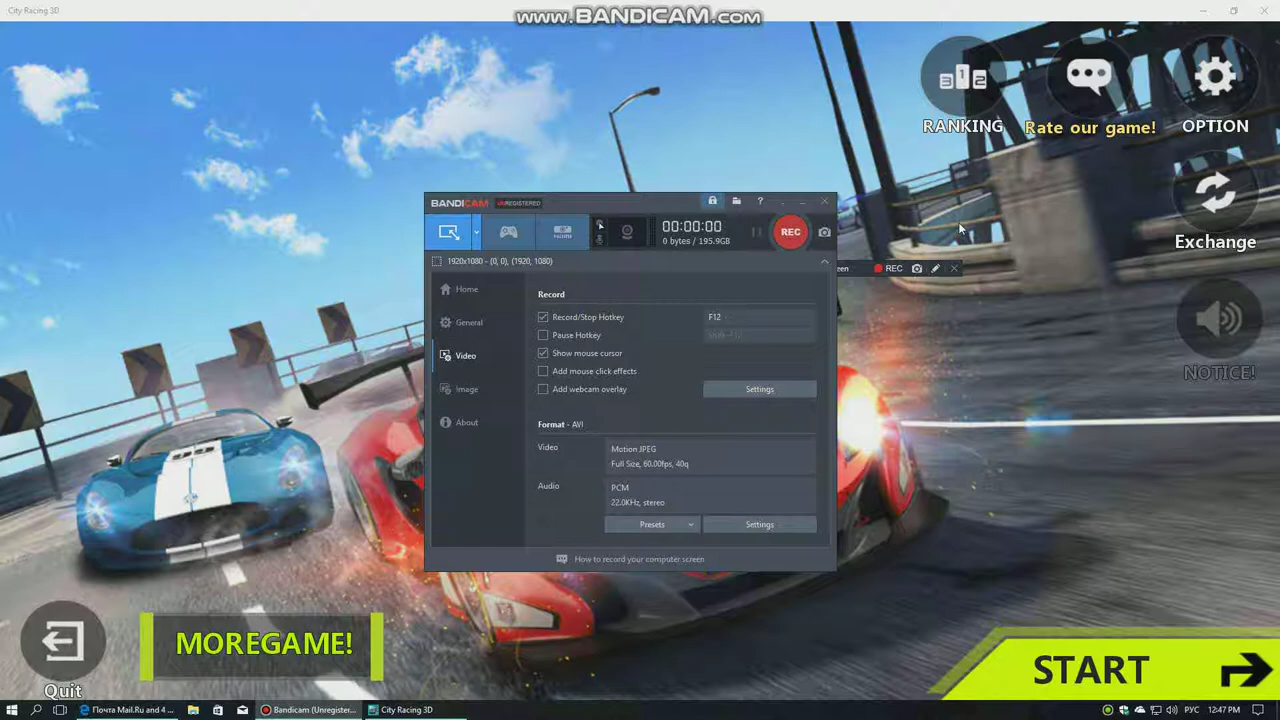 City Racing 3D
www.BANDICAM.com
RANKING
Rate our game!
OPTION
Exchange
NOTICE!
BANDICAM UNREGISTERED
00:00:00
0 bytes / 195.9GB
REC
1920x1080 - (0, 0), (1920, 1080)
REC
Home
General
Video
Image
About
Record
Record/Stop Hotkey
F12
Pause Hotkey
Show mouse cursor
Add mouse click effects
Add webcam overlay
Settings
Format - AVI
Video
Motion JPEG
Full Size, 60.00fps, 40q
Audio
PCM
22.0KHz, stereo
Presets
Settings
How to record your computer screen
Quit
MOREGAME!
START
Почта Mail.Ru and 4 ...
Bandicam (Unregister...
City Racing 3D
РУС
12:47 PM